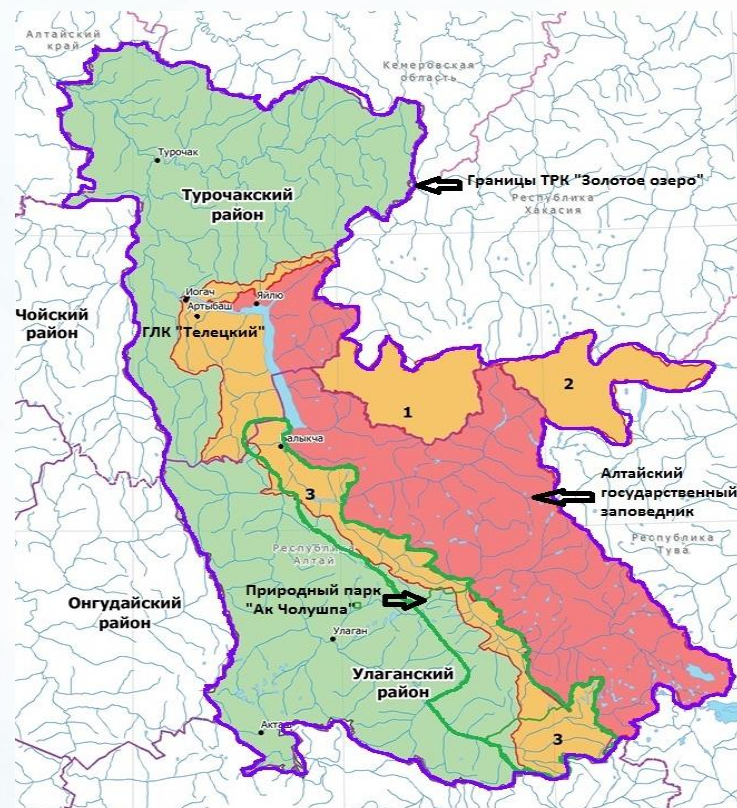 Алтайский
край
Кемеровская
область
Турочак
Границы ТРК "Золотое озеро"
Турочакский
район
Республика
Хакасия
Иогач
Яйлю
Артыбаш
Чойский
район
ГЛК "Телецкий"
1
2
Балыкча
3
Алтайский
государственный
заповедник
Республика
Тува
Республика
Алтай
Природный парк
"Ак Чолушпа"
Онгудайский
район
Улаган
Улаганский
район
Акташ
3